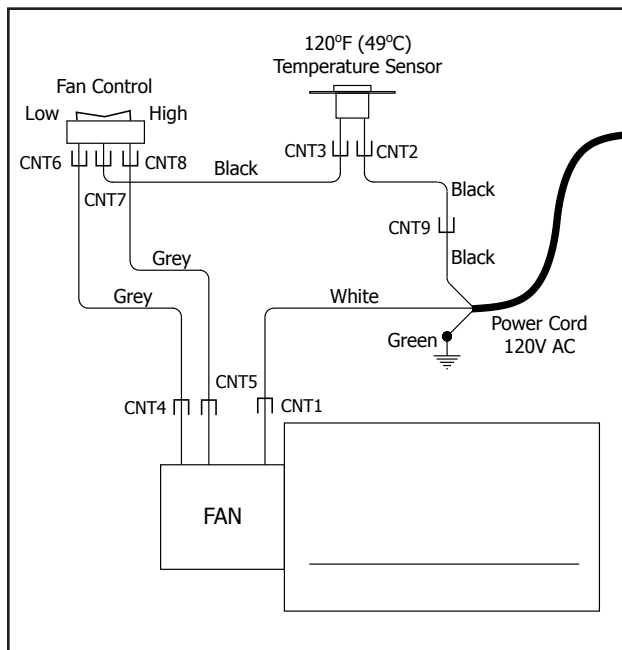 120°F (49°C)
Temperature Sensor
Fan Control
Low
High
CNT6
CNT8
CNT3
CNT2
CNT7
Black
Black
CNT9
Black
Grey
Grey
White
Power Cord
120V AC
Green
CNT5
CNT4
CNT1
FAN